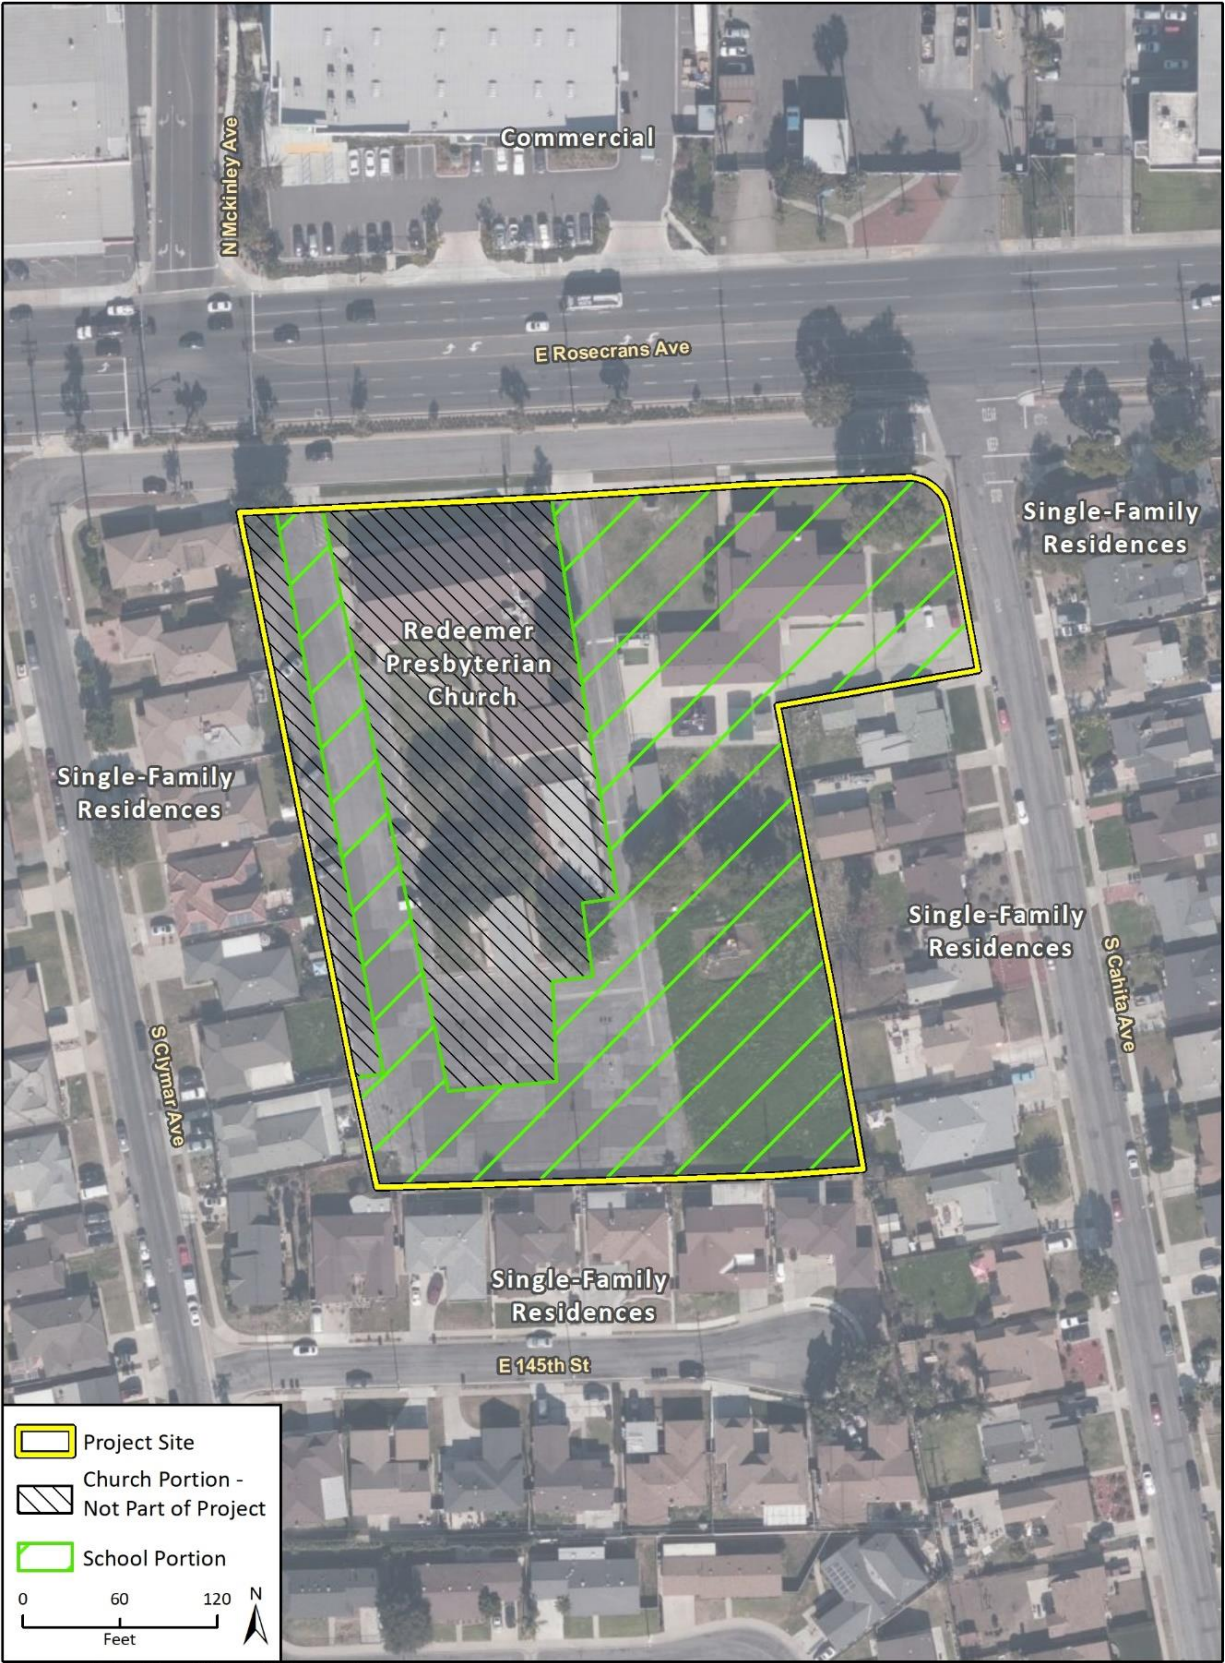 Commercial
N Mckinley Ave
E Rosecrans Ave
Single-Family
Residences
Redeemer
Presbyterian
Church
Single-Family
Residences
Single-Family
Residences
S Cahita Ave
S Clymar Ave
Single-Family
Residences
E 145th St
Project Site
Church Portion -
Not Part of Project
School Portion
0 60 120
Feet
N